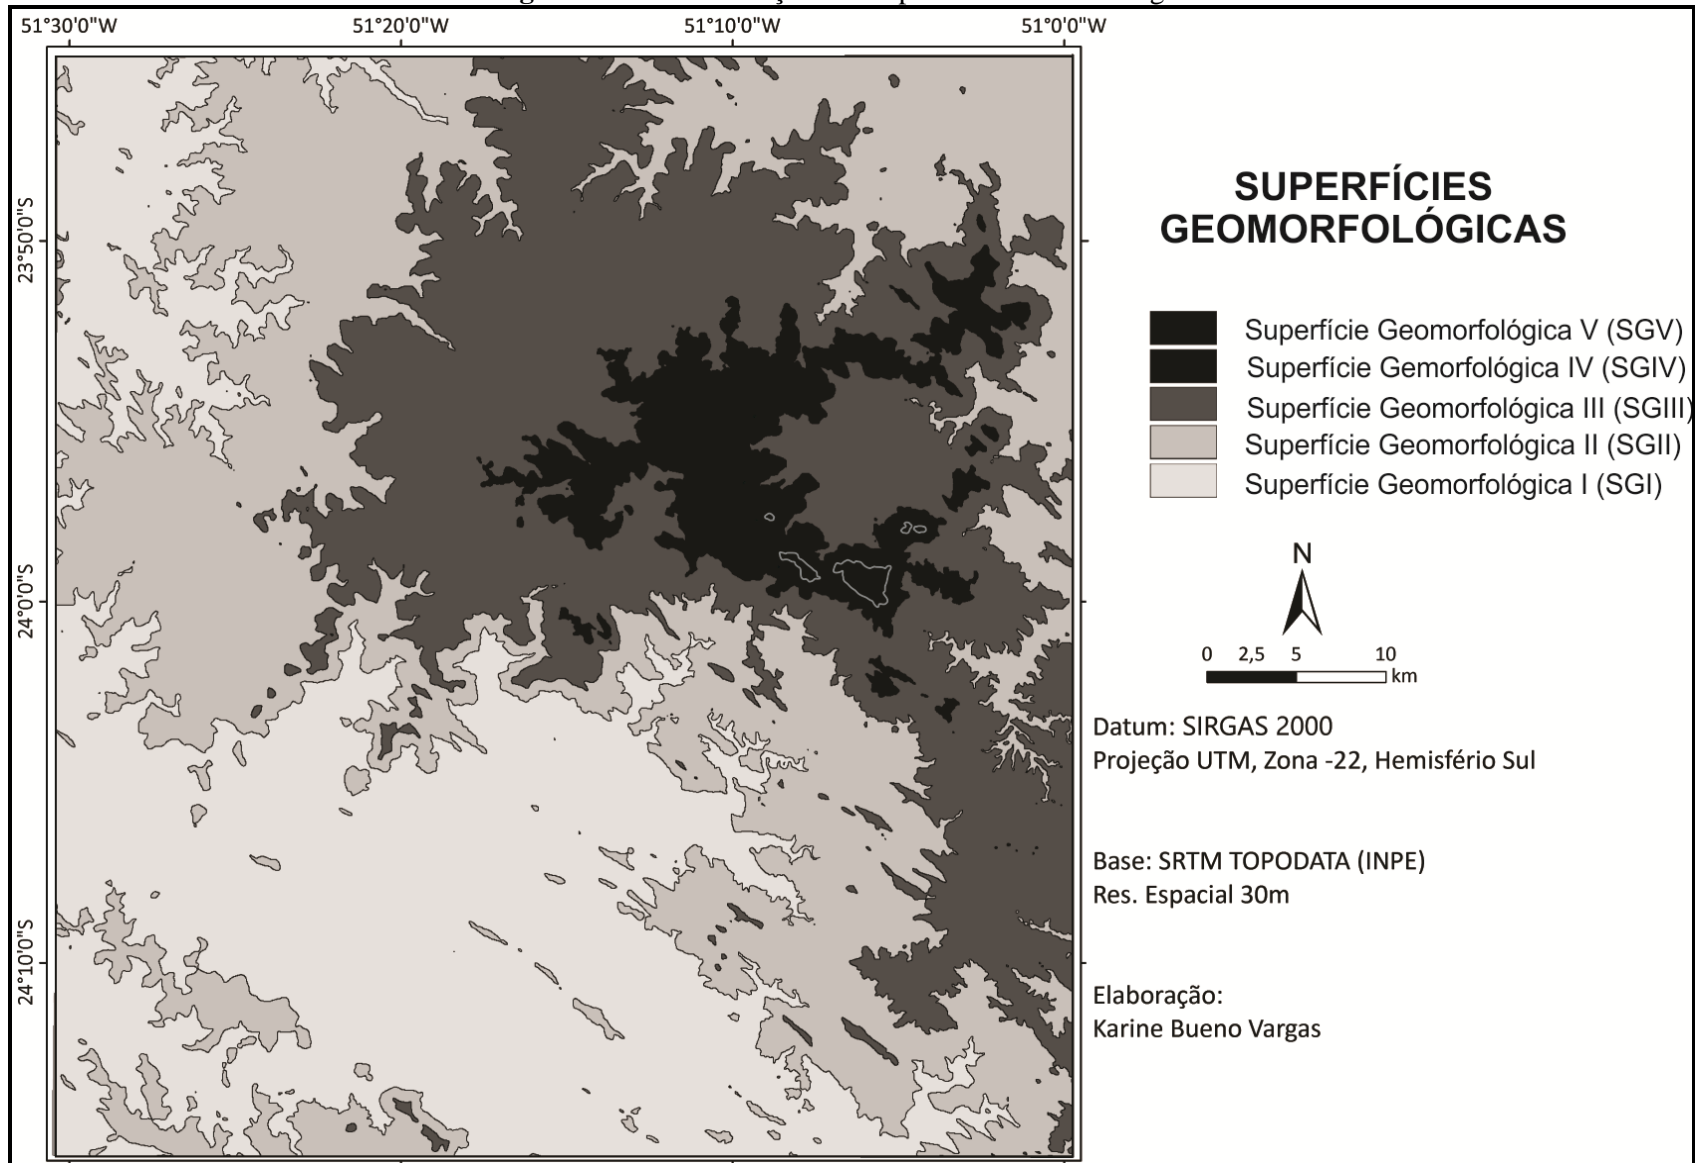 51°30'0"W
51°20'0"W
51°10'0"W
51°0'0"W
23°50'0"S
24°0'0"S
24°10'0"S
SUPERFÍCIES
GEOMORFOLÓGICAS
Superfície Geomorfológica V (SGV)
Superfície Gemorfológica IV (SGIV)
Superfície Geomorfológica III (SGIII)
Superfície Geomorfológica II (SGII)
Superfície Geomorfológica I (SGI)
N
0 2,5 5 10
km
Datum: SIRGAS 2000
Projeção UTM, Zona -22, Hemisfério Sul
Base: SRTM TOPODATA (INPE)
Res. Espacial 30m
Elaboração:
Karine Bueno Vargas